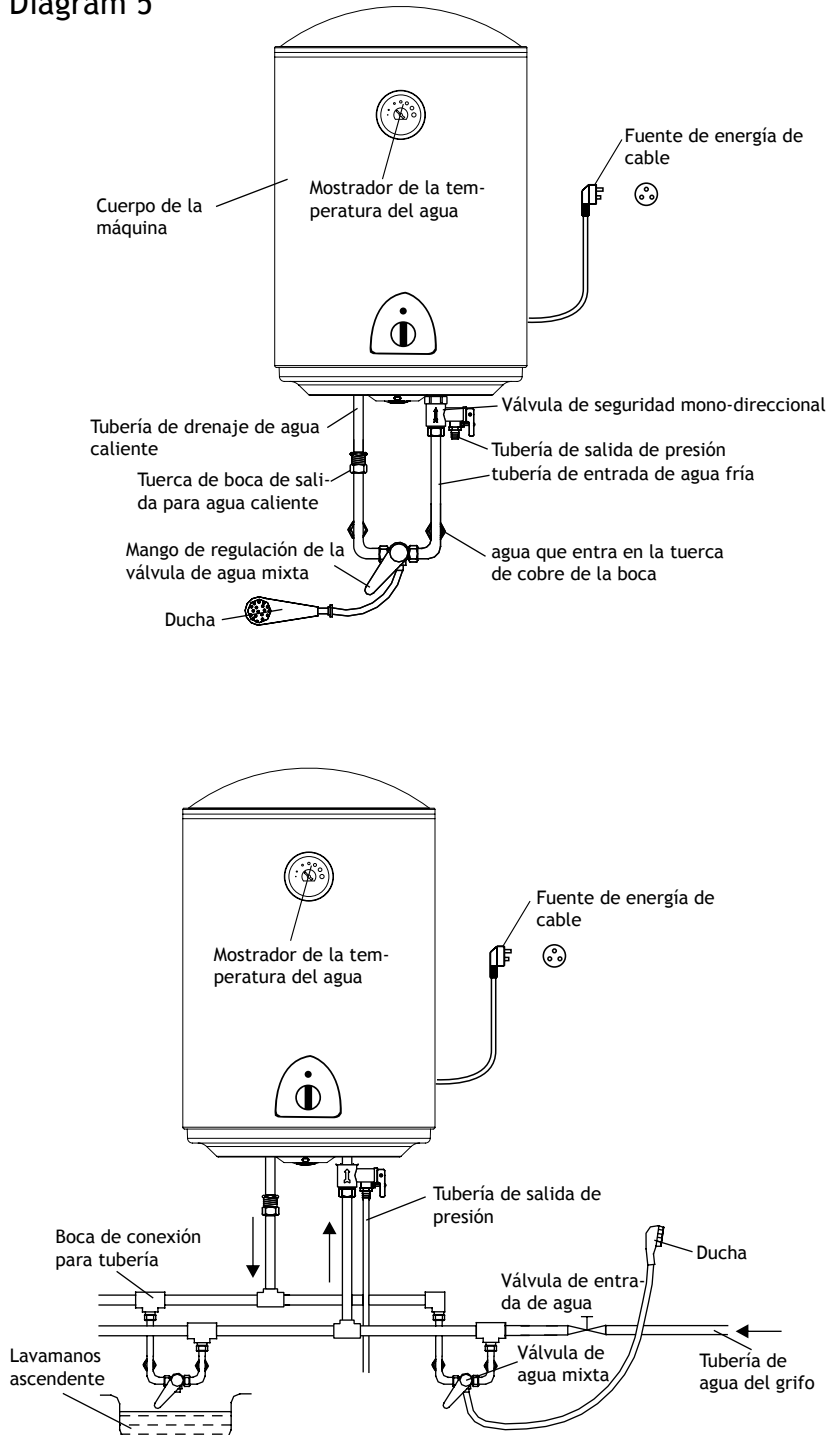 Diagram 5
Fuente de energía de
cable
Mostrador de la tem-
peratura del agua
Cuerpo de la
máquina
Válvula de seguridad mono-direccional
Tubería de drenaje de agua
caliente
Tubería de salida de presión
tubería de entrada de agua fría
Tuerca de boca de sali-
da para agua caliente
Mango de regulación de la
válvula de agua mixta
agua que entra en la tuerca
de cobre de la boca
Ducha
Fuente de energía de
cable
Mostrador de la tem-
peratura del agua
Tubería de salida de
presión
Boca de conexión
para tubería
Ducha
Válvula de entra-
da de agua
Lavamanos
ascendente
Válvula de
agua mixta
Tubería de
agua del grifo